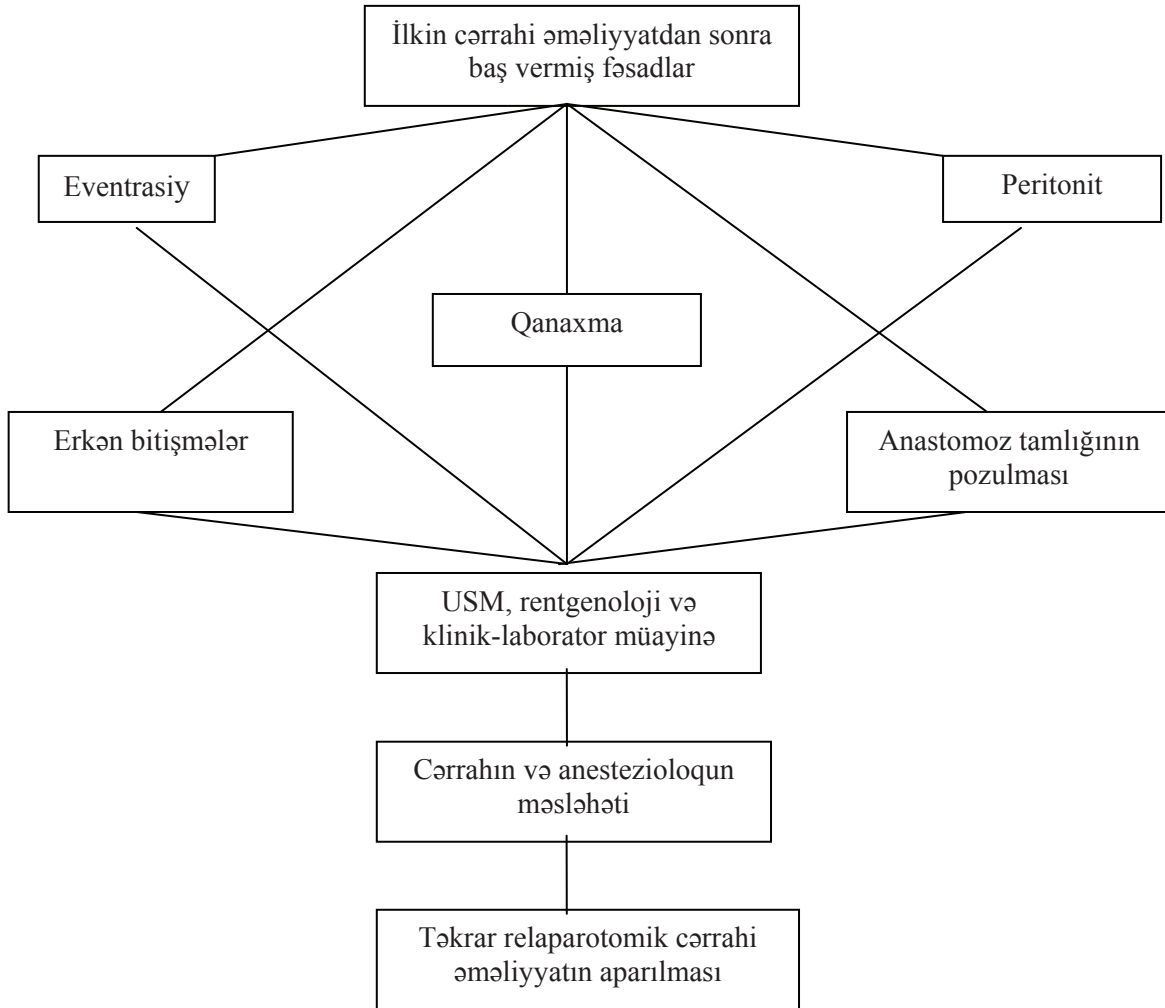 İlkin cərrahi əməliyyatdan sonra
baş vermiş fəsadlar
Eventrasiy
Peritonit
Qanaxma
Erkən bitişmələr
Anastomoz tamlığının
pozulması
USM, rentgenoloji və
klinik-laborator müayinə
Cərrahın və anestezioloqun
məsləhəti
Təkrar relaparotomik cərrahi
əməliyyatın aparılması